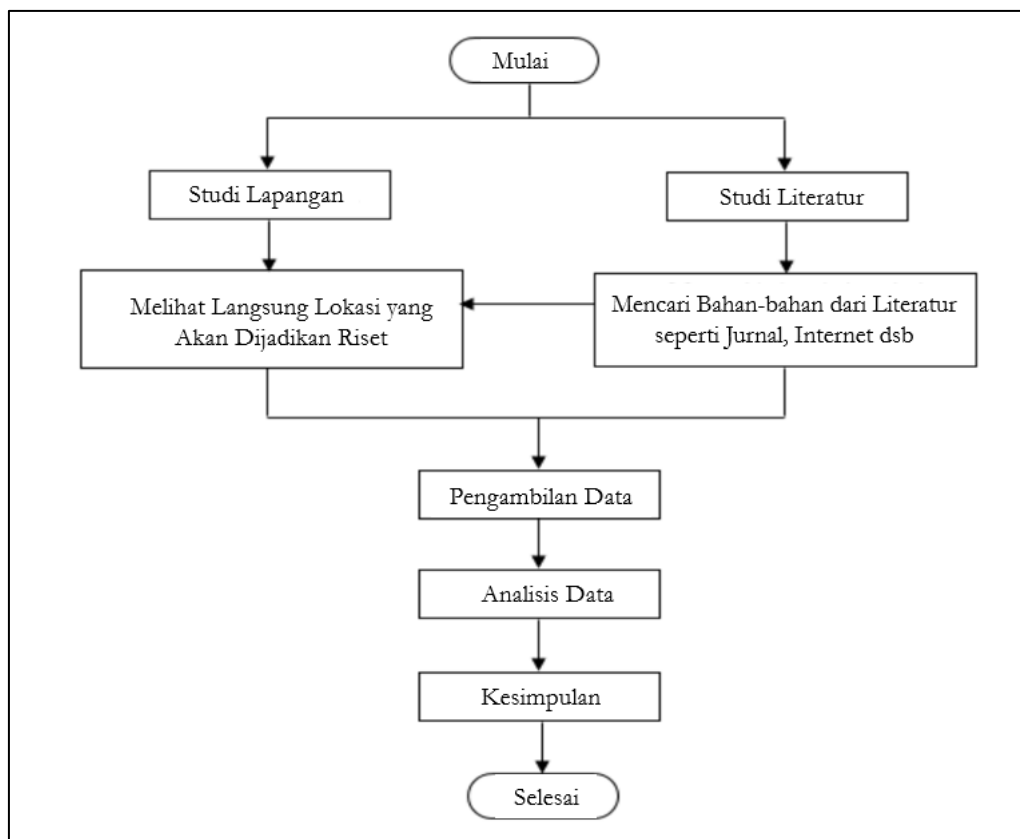 Mulai
Studi Lapangan
Studi Literatur
Melihat Langsung Lokasi yang
Akan Dijadikan Riset
Mencari Bahan-bahan dari Literatur
seperti Jurnal, Internet dsb
Pengambilan Data
Analisis Data
Kesimpulan
Selesai